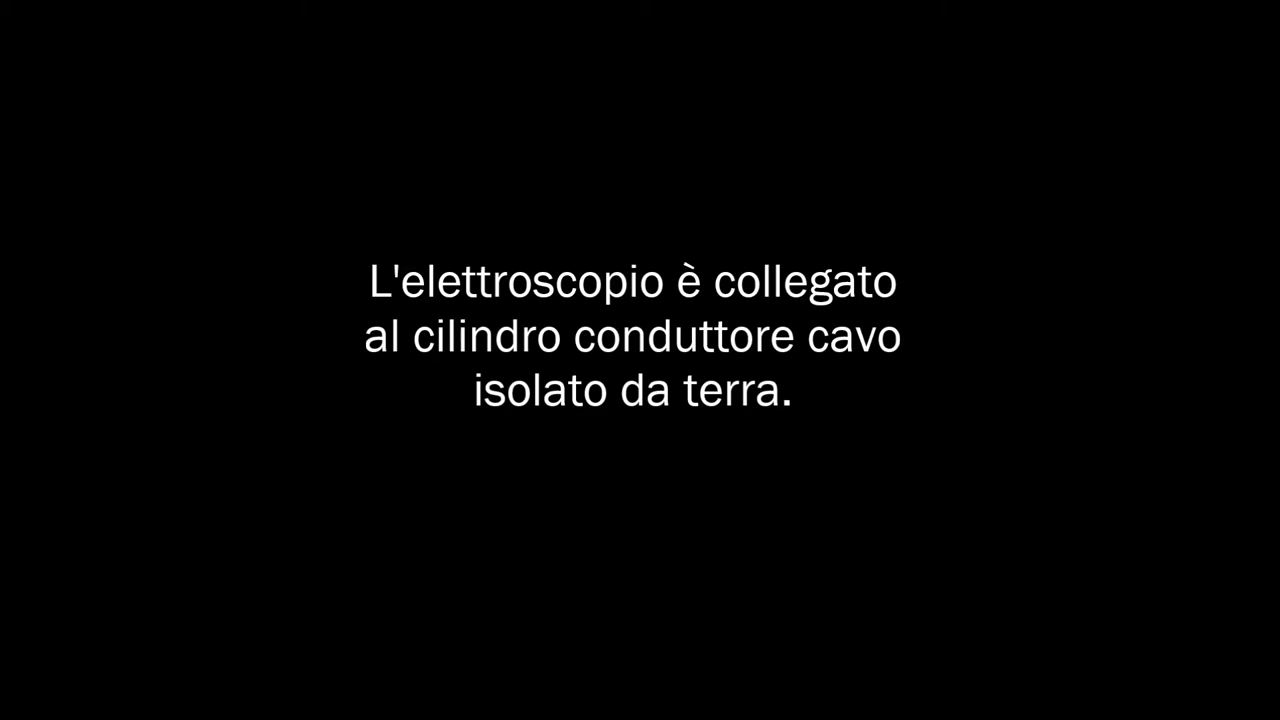 L'elettroscopio è collegato
al cilindro conduttore cavo
isolato da terra.